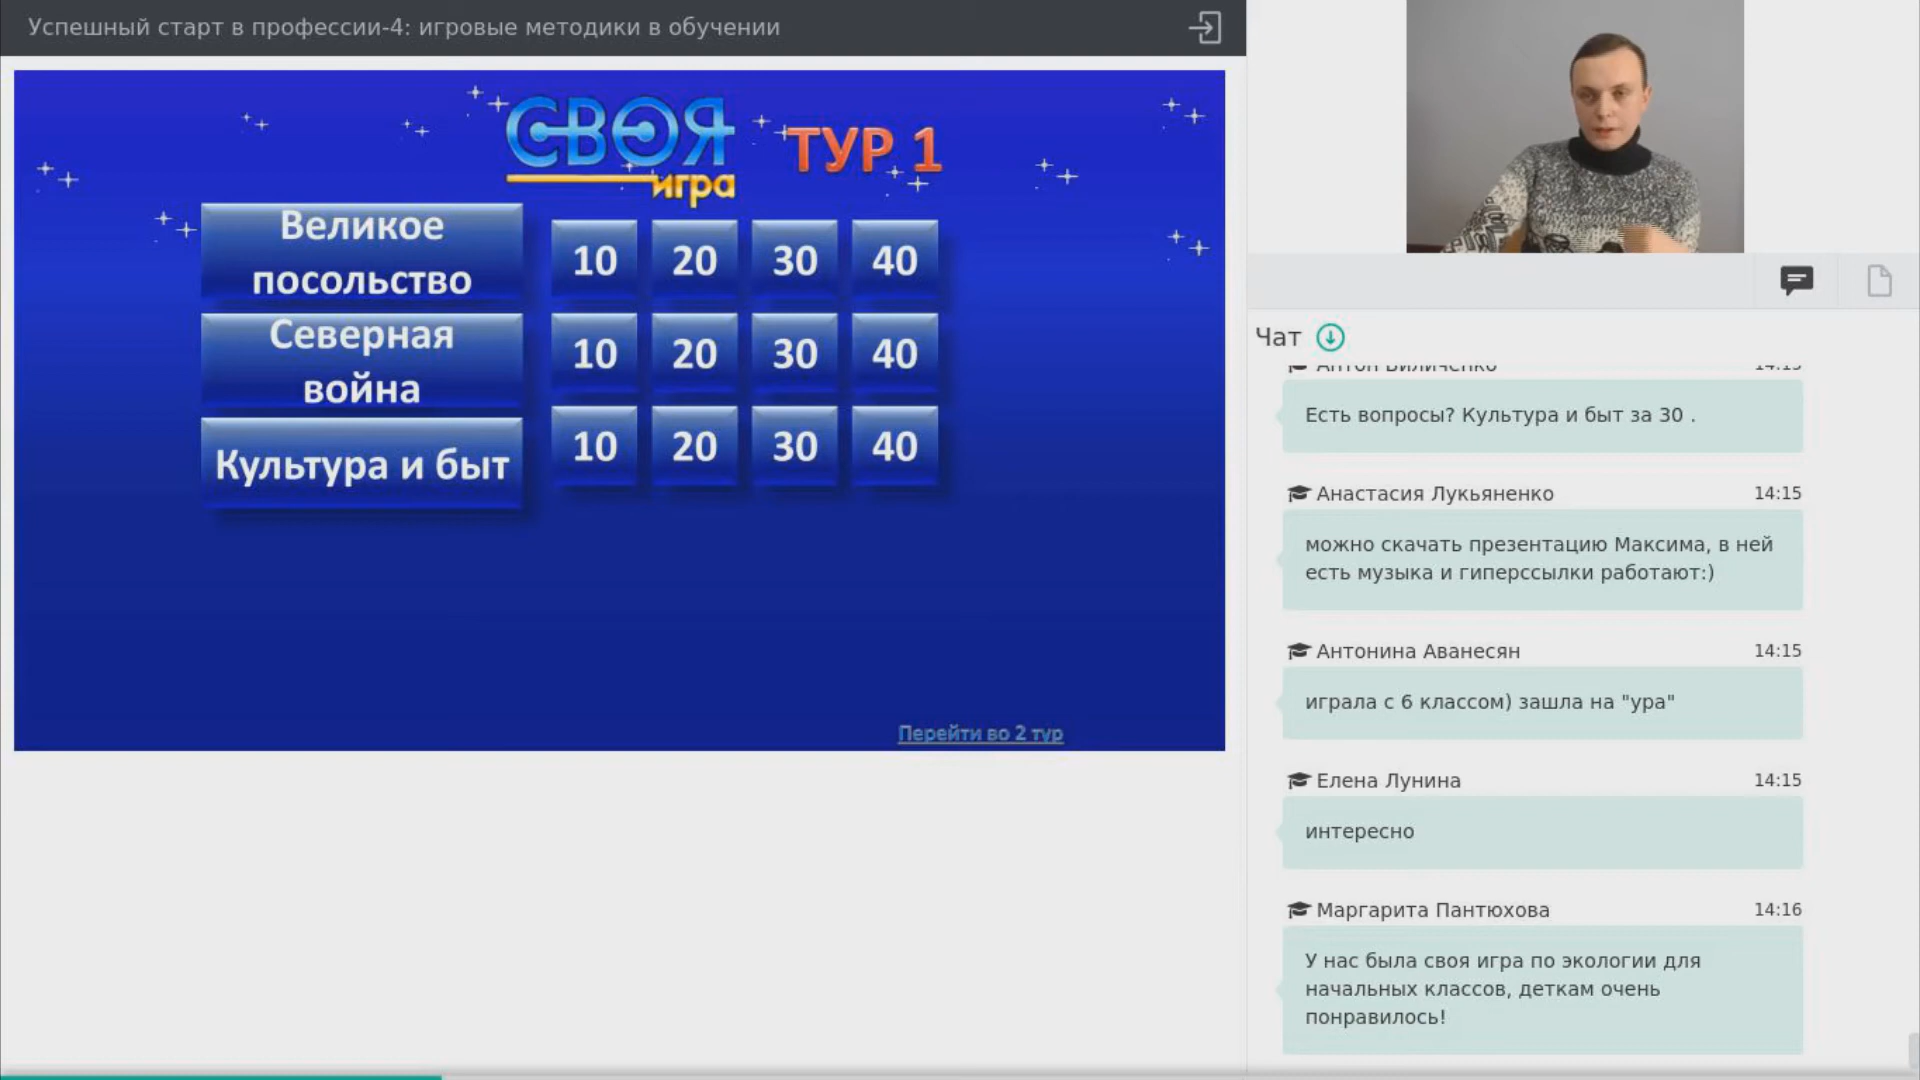 Успешный старт в профессии-4: игровые методики в обучении
СВОЯ
игра
ТУР 1
Великое
посольство
10 20 30 40
Северная
война
10 20 30 40
Культура и быт
10 20 30 40
Перейти во 2 тур
Чат
Антон Виличенко 14:15
Есть вопросы? Культура и быт за 30 .
Анастасия Лукьяненко 14:15
можно скачать презентацию Максима, в ней
есть музыка и гиперссылки работают:)
Антонина Аванесян 14:15
играла с 6 классом) зашла на "ура"
Елена Лунина 14:15
интересно
Маргарита Пантюхова 14:16
У нас была своя игра по экологии для
начальных классов, деткам очень
понравилось!